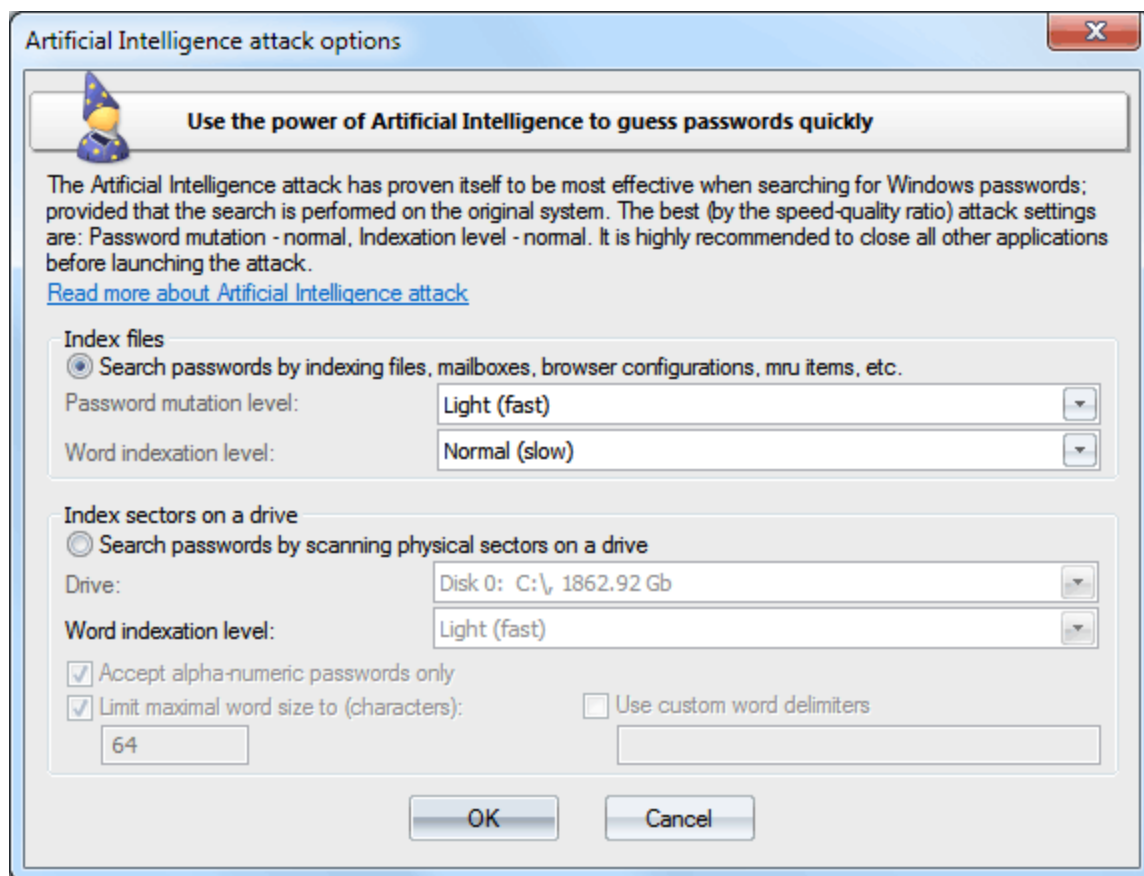 Artificial Intelligence attack options
Use the power of Artificial Intelligence to guess passwords quickly
The Artificial Intelligence attack has proven itself to be most effective when searching for Windows passwords;
provided that the search is performed on the original system. The best (by the speed-quality ratio) attack settings
are: Password mutation - normal, Indexation level - normal. It is highly recommended to close all other applications
before launching the attack.
Read more about Artificial Intelligence attack
Index files
Search passwords by indexing files, mailboxes, browser configurations, mru items, etc.
Password mutation level: Light (fast)
Word indexation level: Normal (slow)
Index sectors on a drive
Search passwords by scanning physical sectors on a drive
Drive: Disk 0: C:\, 1862.92 Gb
Word indexation level: Light (fast)
Accept alpha-numeric passwords only
Limit maximal word size to (characters): Use custom word delimiters
64
OK Cancel